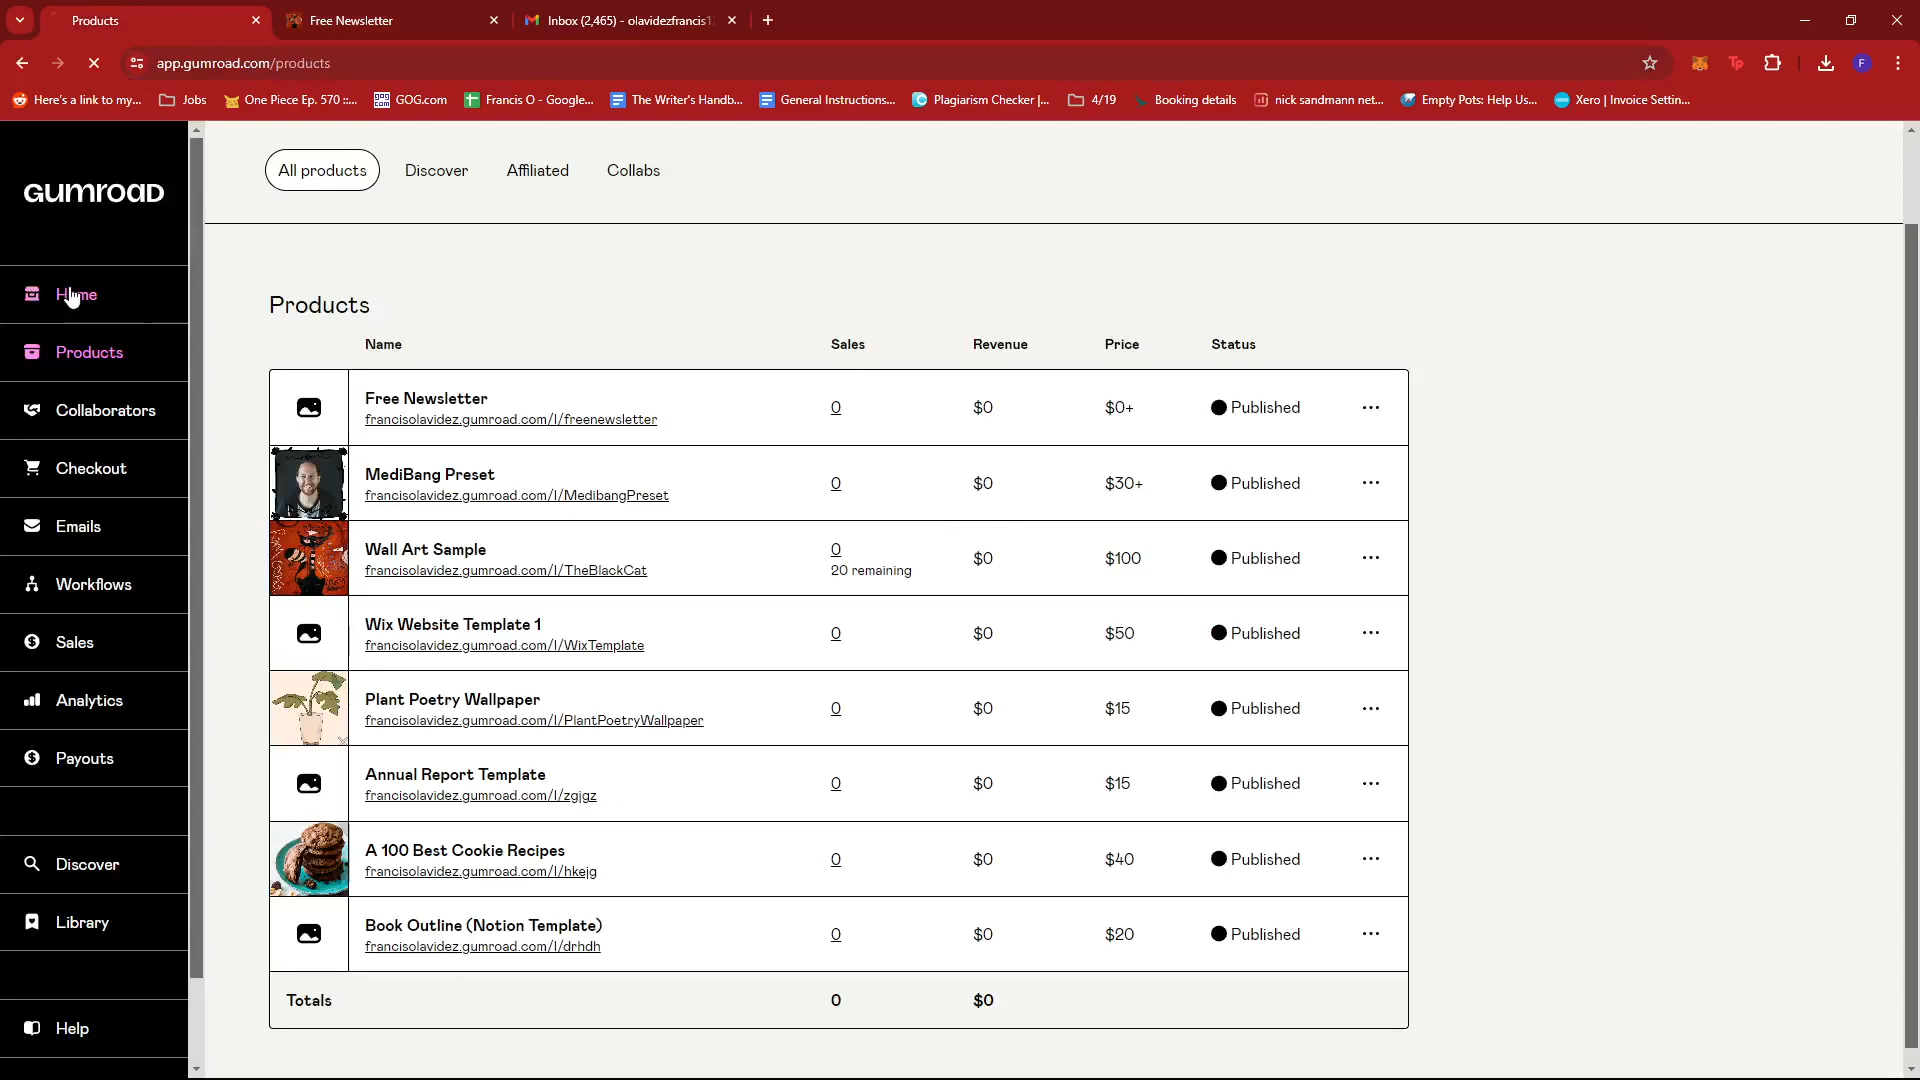 Products
Free Newsletter
Inbox (2,465) - olavidezfrancis1
app.gumroad.com/products
Here's a link to my...
Jobs
One Piece Ep. 570 ::...
GOG.com
Francis O - Google...
The Writer's Handb...
General Instructions...
Plagiarism Checker |...
4/19
Booking details
nick sandmann net...
Empty Pots: Help Us...
Xero | Invoice Settin...
GUMROAD
Home
Products
Collaborators
Checkout
Emails
Workflows
Sales
Analytics
Payouts
Discover
Library
Help
All products Discover Affiliated Collabs
Products
Name Sales Revenue Price Status
Free Newsletter
francisolavidez.gumroad.com/l/freenewsletter
0 $0 $0+ Published
MediBang Preset
francisolavidez.gumroad.com/l/MedibangPreset
0 $0 $30+ Published
Wall Art Sample
francisolavidez.gumroad.com/l/TheBlackCat
0
20 remaining
$0 $100 Published
Wix Website Template 1
francisolavidez.gumroad.com/l/WixTemplate
0 $0 $50 Published
Plant Poetry Wallpaper
francisolavidez.gumroad.com/l/PlantPoetryWallpaper
0 $0 $15 Published
Annual Report Template
francisolavidez.gumroad.com/l/zgjgz
0 $0 $15 Published
A 100 Best Cookie Recipes
francisolavidez.gumroad.com/l/hkejg
0 $0 $40 Published
Book Outline (Notion Template)
francisolavidez.gumroad.com/l/drhdh
0 $0 $20 Published
Totals 0 $0